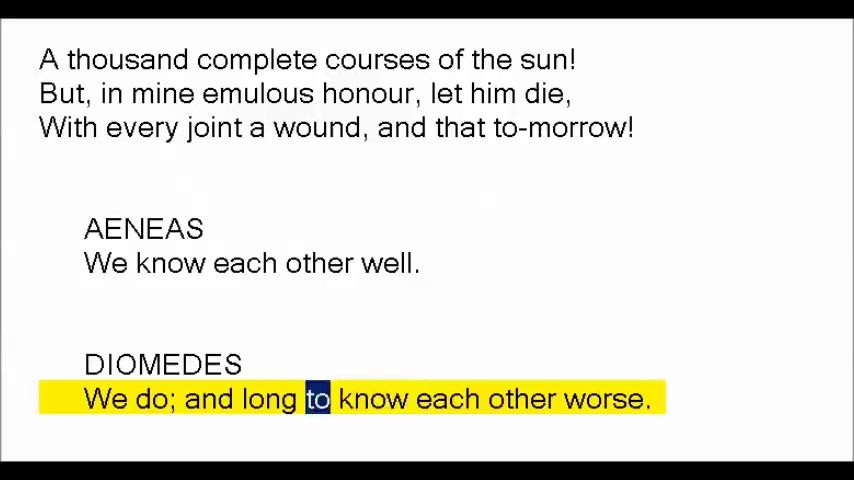 A thousand complete courses of the sun!
But, in mine emulous honour, let him die,
With every joint a wound, and that to-morrow!
AENEAS
We know each other well.
DIOMEDES
We do; and long to know each other worse.